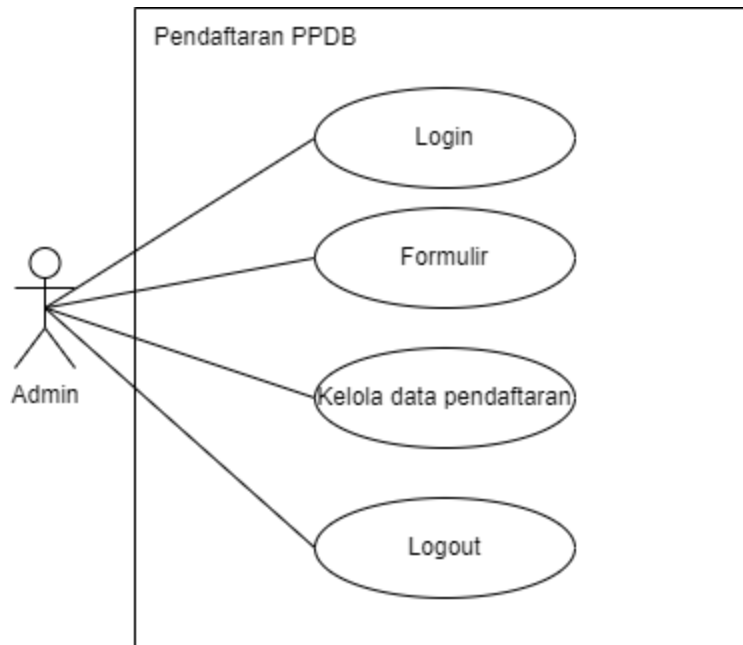 Pendaftaran PPDB
Login
Formulir
Kelola data pendaftaran
Admin
Logout